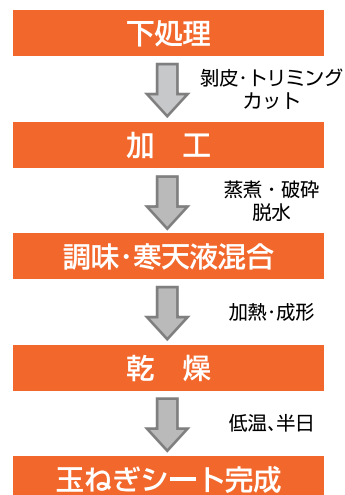 下処理
剥皮・トリミング
カット
加　工
蒸煮・破砕
脱水
調味・寒天液混合
加熱・成形
乾　燥
低温、半日
玉ねぎシート完成